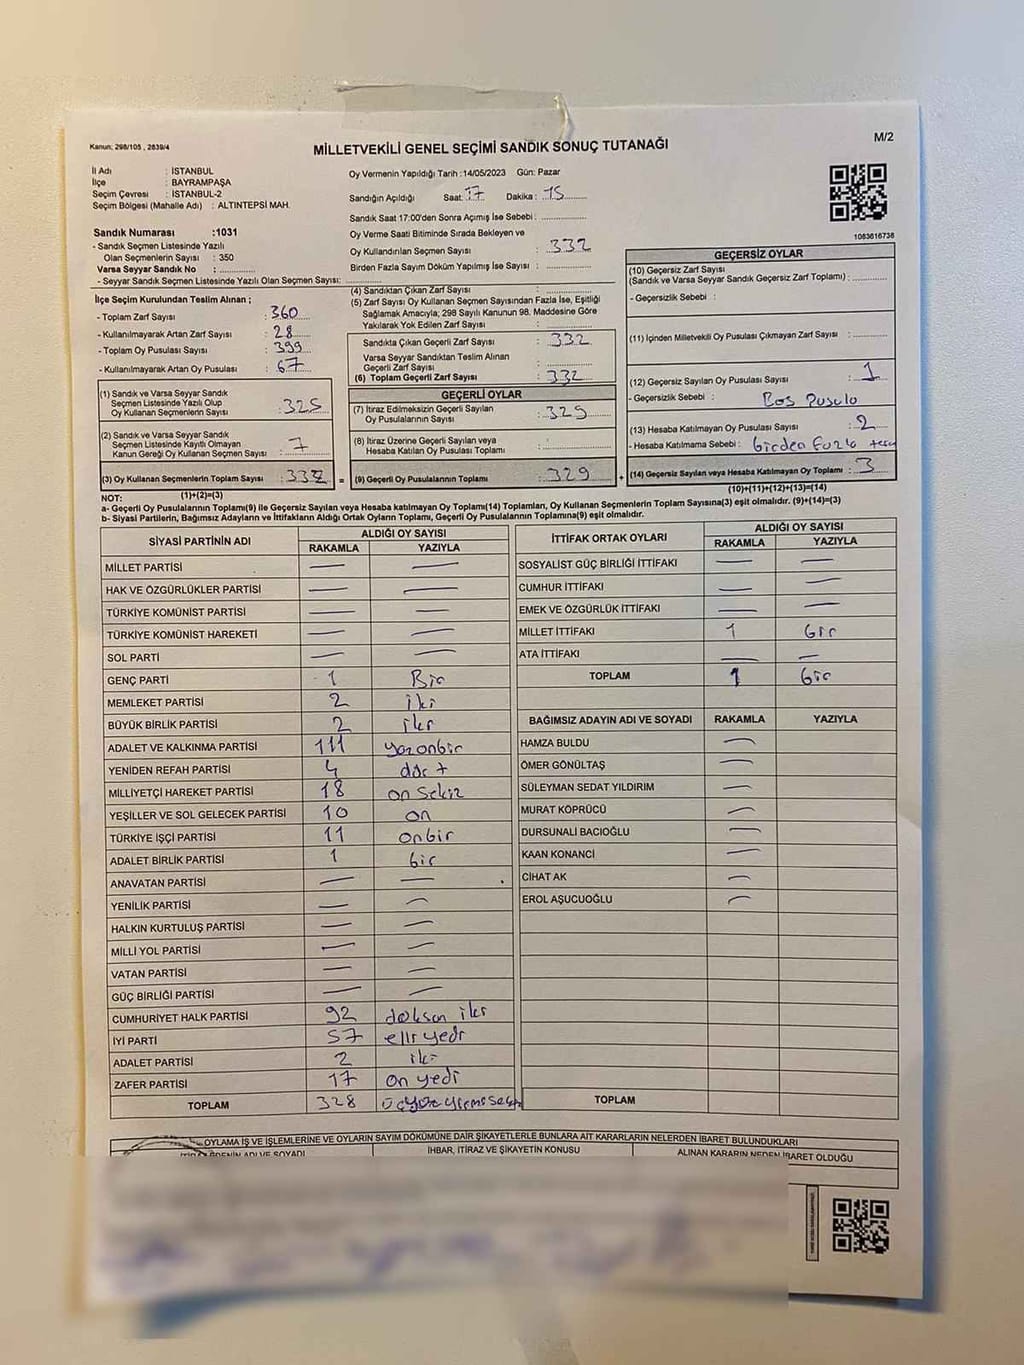 Kanun; 298/105 , 2839/4
MİLLETVEKİLİ GENEL SEÇİMİ SANDIK SONUÇ TUTANAĞI
M/2
İl Adı : İSTANBUL
İlçe : BAYRAMPAŞA
Seçim Çevresi : İSTANBUL-2
Seçim Bölgesi (Mahalle Adı) : ALTINTEPSİ MAH.
Sandık Numarası :1031
- Sandık Seçmen Listesinde Yazılı
Olan Seçmenlerin Sayısı : 350
Varsa Seyyar Sandık No :
- Seyyar Sandık Seçmen Listesinde Yazılı Olan Seçmen Sayısı:
Oy Vermenin Yapıldığı Tarih :14/05/2023 Gün: Pazar
Sandığın Açıldığı Saat: 17 Dakika : 15
Sandık Saat 17:00'den Sonra Açımış İse Sebebi :
Oy Verme Saati Bitiminde Sırada Bekleyen ve
Oy Kullandırılan Seçmen Sayısı : 332
Birden Fazla Sayım Döküm Yapılmış İse Sayısı :
1083616738
İlçe Seçim Kurulundan Teslim Alınan ;
- Toplam Zarf Sayısı : 360
- Kullanılmayarak Artan Zarf Sayısı : 28
- Toplam Oy Pusulası Sayısı : 399
- Kullanılmayarak Artan Oy Pusulası : 67
(1) Sandık ve Varsa Seyyar Sandık
Seçmen Listesinde Yazılı Olup
Oy Kullanan Seçmenlerin Sayısı : 325
(2) Sandık ve Varsa Seyyar Sandık
Seçmen Listesinde Kayıtlı Olmayan
Kanun Gereği Oy Kullanan Seçmen Sayısı : 7
(3) Oy Kullanan Seçmenlerin Toplam Sayısı : 332 =
(1)+(2)=(3)
(4) Sandıktan Çıkan Zarf Sayısı :
(5) Zarf Sayısı Oy Kullanan Seçmen Sayısından Fazla İse, Eşitliği
Sağlamak Amacıyla; 298 Sayılı Kanunun 98. Maddesine Göre
Yakılarak Yok Edilen Zarf Sayısı :
Sandıkta Çıkan Geçerli Zarf Sayısı : 332
Varsa Seyyar Sandıktan Teslim Alınan
Geçerli Zarf Sayısı :
(6) Toplam Geçerli Zarf Sayısı : 332
GEÇERLİ OYLAR
(7) İtiraz Edilmeksizin Geçerli Sayılan
Oy Pusulalarının Sayısı : 329
(8) İtiraz Üzerine Geçerli Sayılan veya
Hesaba Katılan Oy Pusulası Toplamı :
(9) Geçerli Oy Pusulalarının Toplamı : 329 +
GEÇERSİZ OYLAR
(10) Geçersiz Zarf Sayısı
(Sandık ve Varsa Seyyar Sandık Geçersiz Zarf Toplamı) :
- Geçersizlik Sebebi :
(11) İçinden Milletvekili Oy Pusulası Çıkmayan Zarf Sayısı :
(12) Geçersiz Sayılan Oy Pusulası Sayısı : 1
- Geçersizlik Sebebi : Boş Pusula
(13) Hesaba Katılmayan Oy Pusulası Sayısı : 2
- Hesaba Katılmama Sebebi : birden fazla
(14) Geçersiz Sayılan veya Hesaba Katılmayan Oy Toplamı : 3
(10)+(11)+(12)+(13)=(14)
NOT:
a- Geçerli Oy Pusulalarının Toplam(9) ile Geçersiz Sayılan veya Hesaba katılmayan Oy Toplam(14) Toplamları, Oy Kullanan Seçmenlerin Toplam Sayısına(3) eşit olmalıdır. (9)+(14)=(3)
b- Siyasi Partilerin, Bağımsız Adayların ve İttifakların Aldığı Ortak Oyların Toplamı, Geçerli Oy Pusulalarının Toplamına(9) eşit olmalıdır.
SİYASİ PARTİNİN ADI ALDIĞI OY SAYISI
RAKAMLA YAZIYLA
MİLLET PARTİSI — —
HAK VE ÖZGÜRLÜKLER PARTİSİ — —
TÜRKİYE KOMÜNİST PARTİSİ — —
TÜRKİYE KOMÜNİST HAREKETİ — —
SOL PARTİ — —
GENÇ PARTİ 1 Bir
MEMLEKET PARTİSİ 2 iki
BÜYÜK BİRLİK PARTİSİ 2 iki
ADALET VE KALKINMA PARTİSİ 111 yüzonbir
YENİDEN REFAH PARTİSİ 4 dört
MİLLİYETÇİ HAREKET PARTİSİ 18 on sekiz
YEŞİLLER VE SOL GELECEK PARTİSİ 10 on
TÜRKİYE İŞÇİ PARTİSİ 11 onbir
ADALET BİRLİK PARTİSİ 1 bir
ANAVATAN PARTİSİ — —
YENİLİK PARTİSİ — —
HALKIN KURTULUŞ PARTİSİ — —
MİLLİ YOL PARTİSİ — —
VATAN PARTİSİ — —
GÜÇ BİRLİĞİ PARTİSİ — —
CUMHURİYET HALK PARTİSİ 92 doksan iki
İYİ PARTİ 57 elli yedi
ADALET PARTİSİ 2 iki
ZAFER PARTİSİ 17 on yedi
TOPLAM 328 üçyüzyirmisekiz
İTTİFAK ORTAK OYLARI ALDIĞI OY SAYISI
RAKAMLA YAZIYLA
SOSYALİST GÜÇ BİRLİĞİ İTTİFAKI — —
CUMHUR İTTİFAKI — —
EMEK VE ÖZGÜRLÜK İTTİFAKI — —
MİLLET İTTİFAKI 1 bir
ATA İTTİFAKI — —
TOPLAM 1 bir
BAĞIMSIZ ADAYIN ADI VE SOYADI RAKAMLA YAZIYLA
HAMZA BULDU —
ÖMER GÖNÜLTAŞ —
SÜLEYMAN SEDAT YILDIRIM —
MURAT KÖPRÜCÜ —
DURSUNALİ BACIOĞLU —
KAAN KONANCI —
CİHAT AK —
EROL AŞUCUOĞLU —
TOPLAM
OYLAMA İŞ VE İŞLEMLERİNE VE OYLARIN SAYIM DÖKÜMÜNE DAİR ŞİKAYETLERLE BUNLARA AİT KARARLARIN NELERDEN İBARET BULUNDUKLARI
ADI VE SOYADI İHBAR, İTİRAZ VE ŞİKAYETİN KONUSU ALINAN KARARIN NEDEN İBARET OLDUĞU